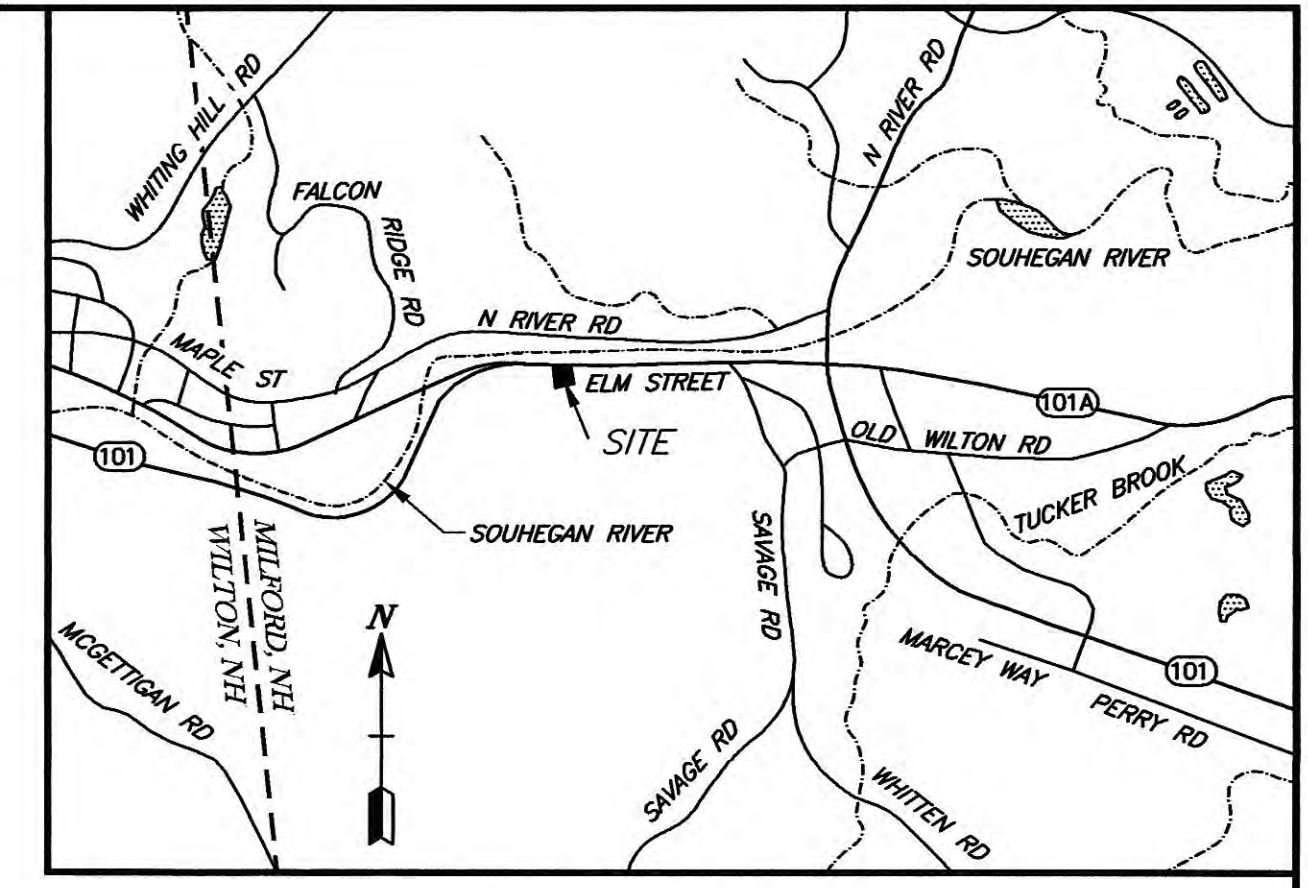 WHITING HILL RD
N RIVER RD
FALCON
RIDGE RD
SOUHEGAN RIVER
N RIVER RD
MAPLE ST
ELM STREET
SITE
101A
101
OLD WILTON RD
TUCKER BROOK
SOUHEGAN RIVER
MILFORD, NH
WILTON, NH
SAVAGE RD
N
MCGETTIGAN RD
MARCEY WAY
101
PERRY RD
SAVAGE RD
WHITTEN RD